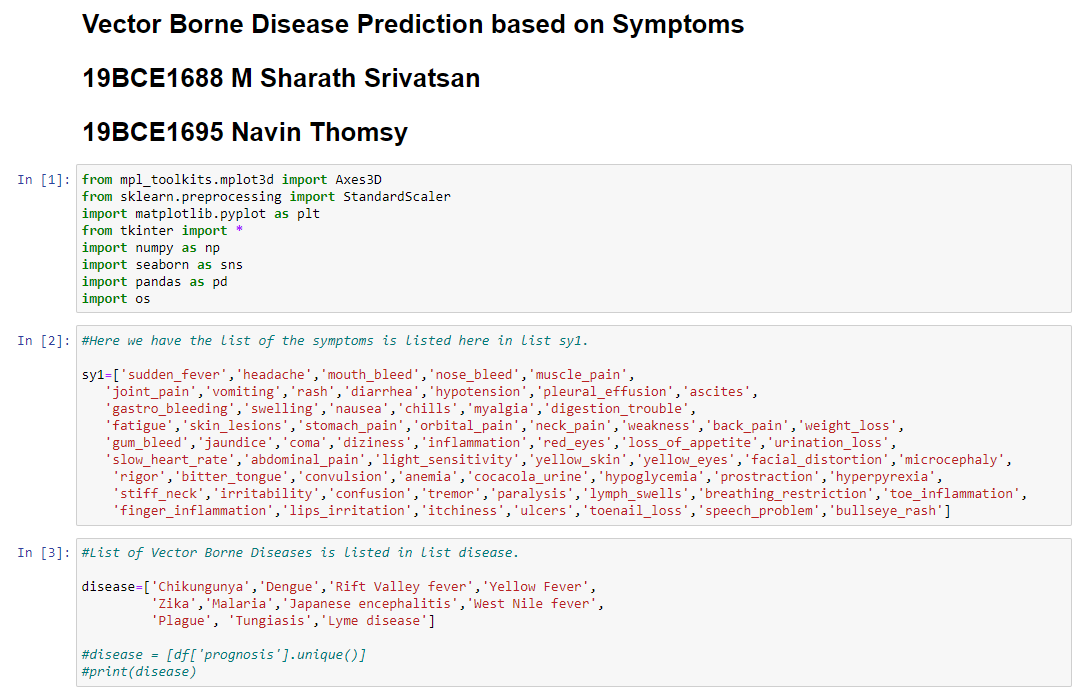 Vector Borne Disease Prediction based on Symptoms
19BCE1688 M Sharath Srivatsan
19BCE1695 Navin Thomsy
In [1]:
from mpl_toolkits.mplot3d import Axes3D
from sklearn.preprocessing import StandardScaler
import matplotlib.pyplot as plt
from tkinter import *
import numpy as np
import seaborn as sns
import pandas as pd
import os
In [2]:
#Here we have the list of the symptoms is listed here in list sy1.
sy1=['sudden_fever','headache','mouth_bleed','nose_bleed','muscle_pain',
'joint_pain','vomiting','rash','diarrhea','hypotension','pleural_effusion','ascites',
'gastro_bleeding','swelling','nausea','chills','myalgia','digestion_trouble',
'fatigue','skin_lesions','stomach_pain','orbital_pain','neck_pain','weakness','back_pain','weight_loss',
'gum_bleed','jaundice','coma','diziness','inflammation','red_eyes','loss_of_appetite','urination_loss',
'slow_heart_rate','abdominal_pain','light_sensitivity','yellow_skin','yellow_eyes','facial_distortion','microcephaly',
'rigor','bitter_tongue','convulsion','anemia','cocacola_urine','hypoglycemia','prostraction','hyperpyrexia',
'stiff_neck','irritability','confusion','tremor','paralysis','lymph_swells','breathing_restriction','toe_inflammation',
'finger_inflammation','lips_irritation','itchiness','ulcers','toenail_loss','speech_problem','bullseye_rash']
In [3]:
#List of Vector Borne Diseases is listed in list disease.
disease=['Chikungunya','Dengue','Rift Valley fever','Yellow Fever',
'Zika','Malaria','Japanese encephalitis','West Nile fever',
'Plague', 'Tungiasis','Lyme disease']
#disease = [df['prognosis'].unique()]
#print(disease)